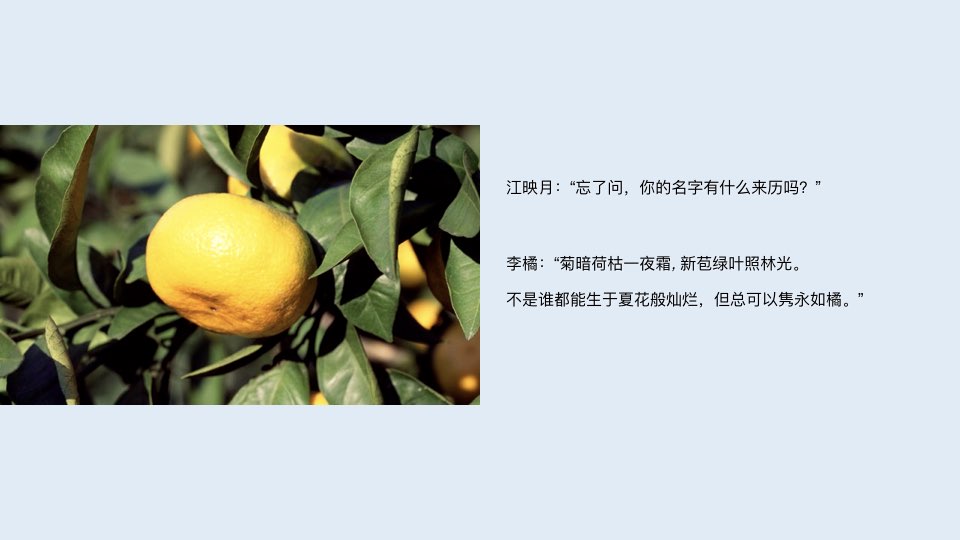 江映月：“忘了问，你的名字有什么来历吗？”
李橘：“菊暗荷枯一夜霜, 新苞绿叶照林光。
不是谁都能生于夏花般灿烂，但总可以隽永如橘。”